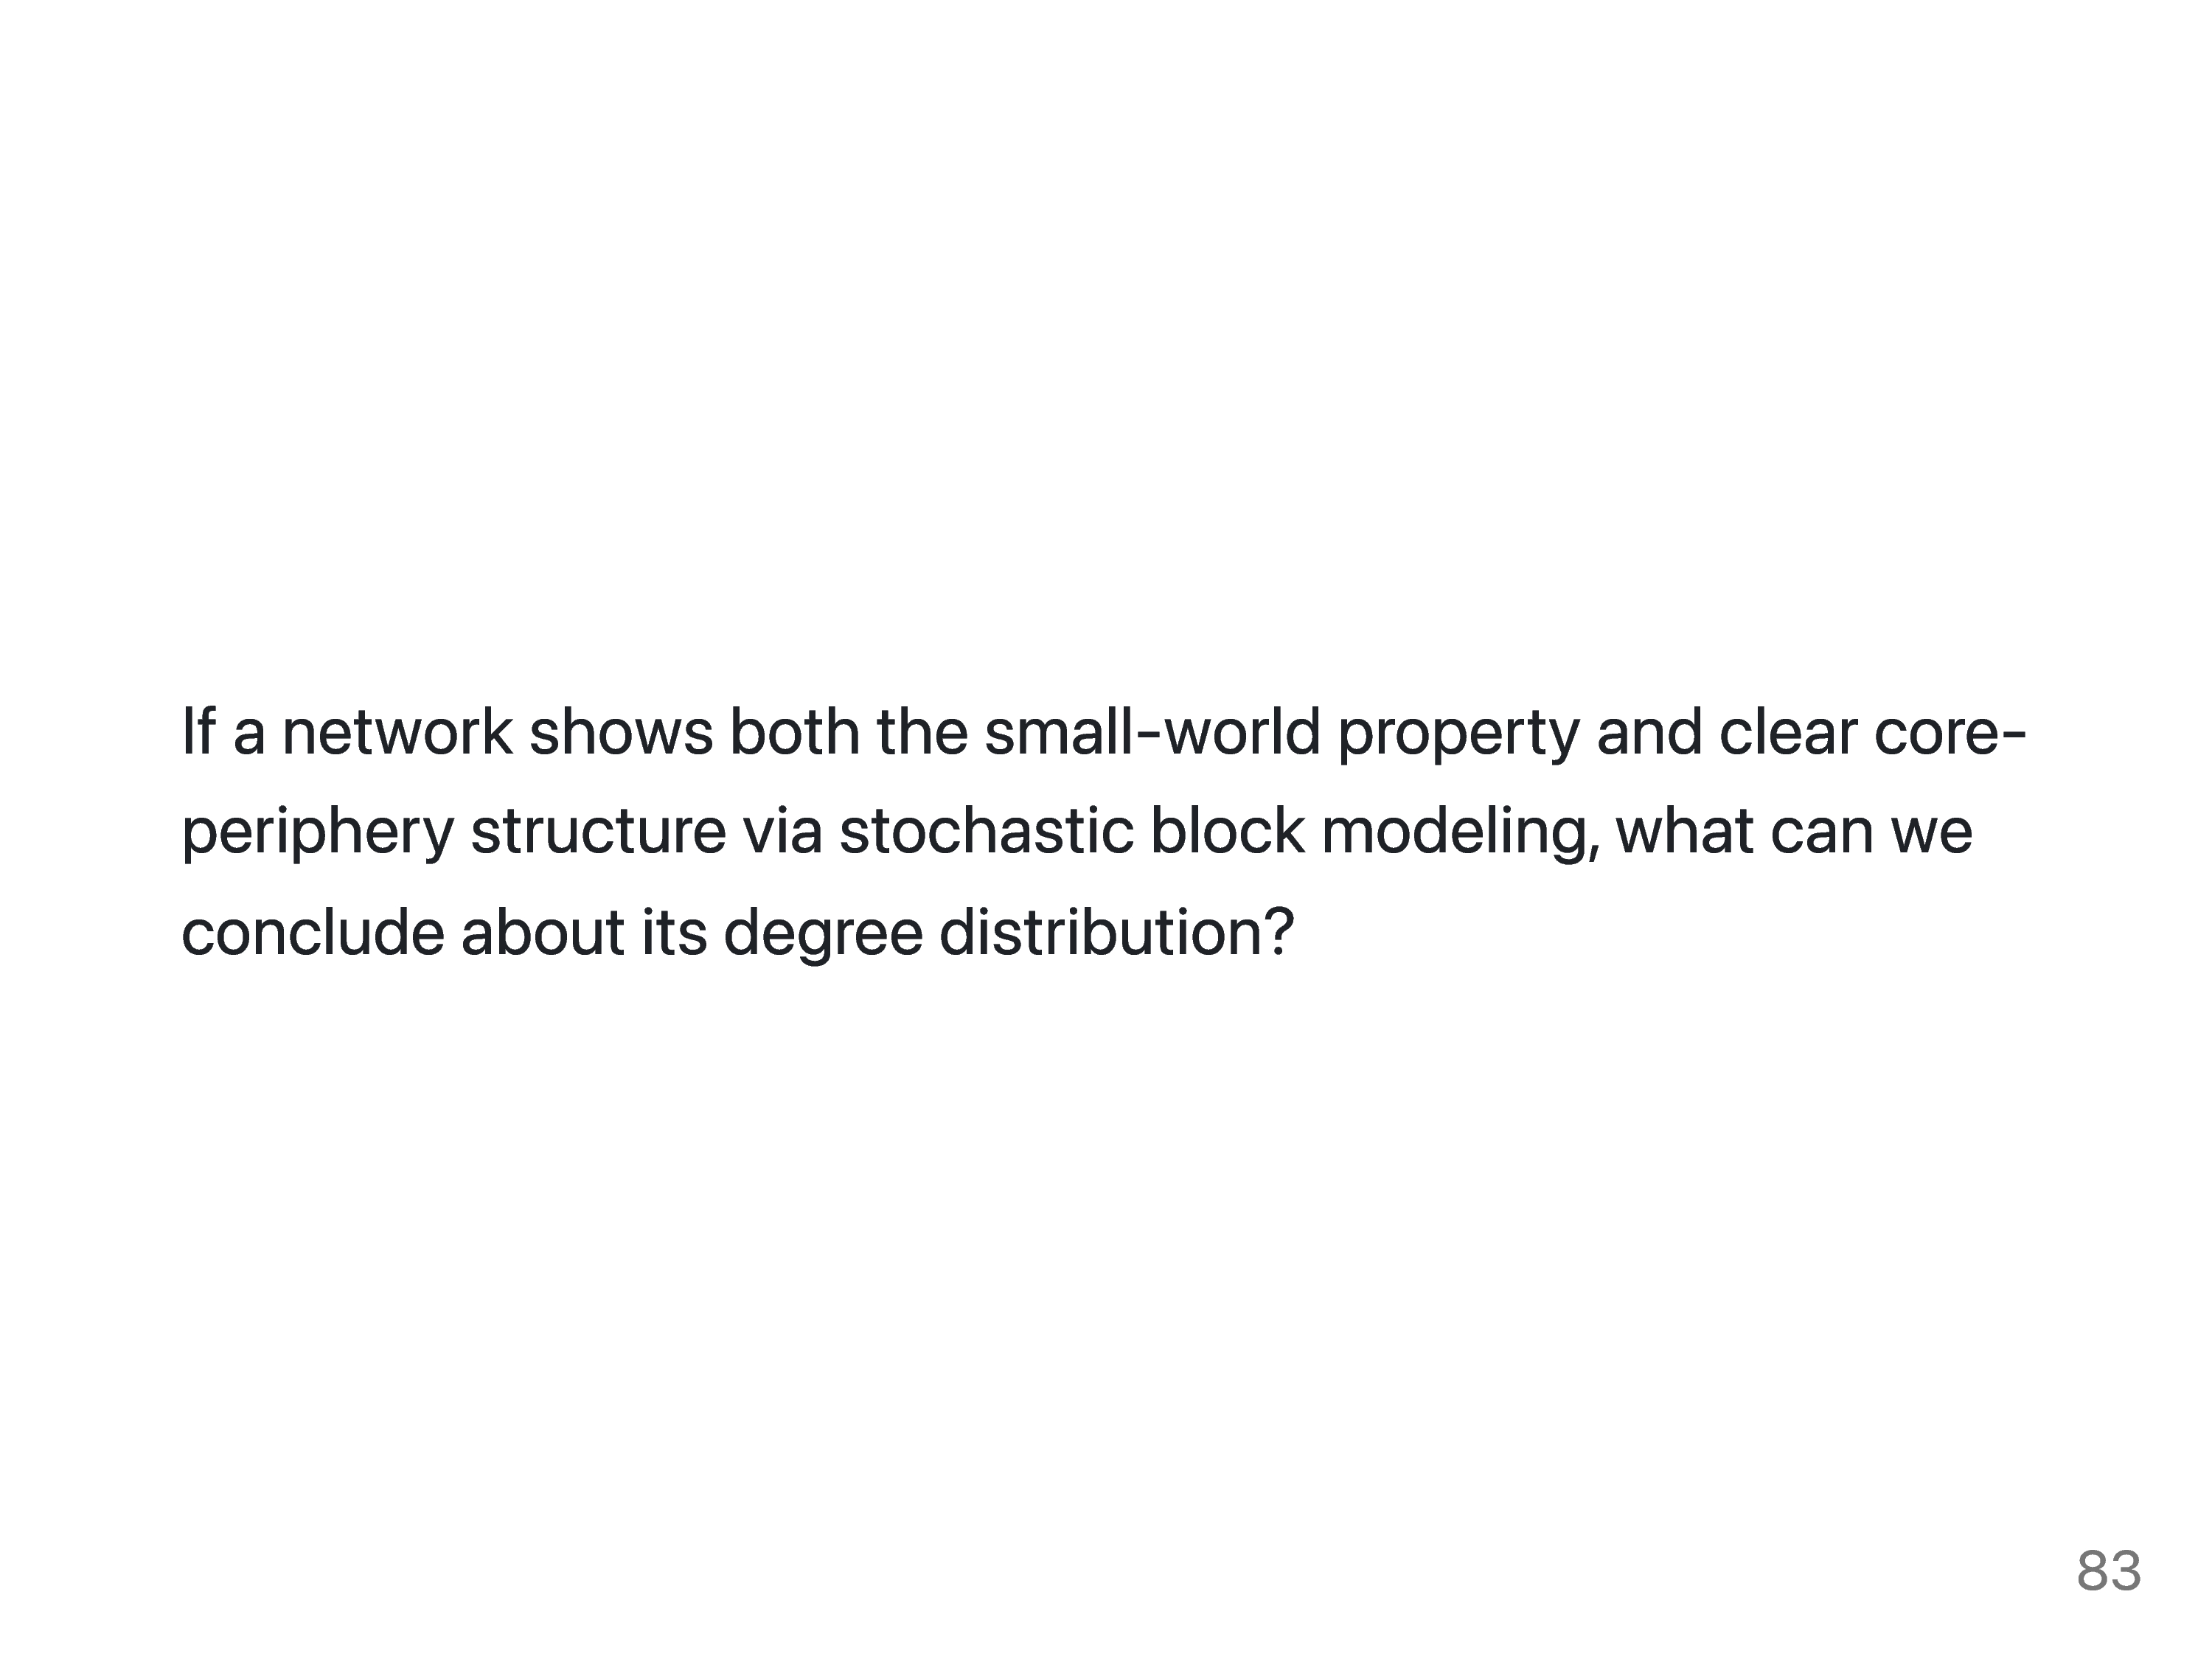 If a network shows both the small-world property and clear core-
periphery structure via stochastic block modeling, what can we
conclude about its degree distribution?
83